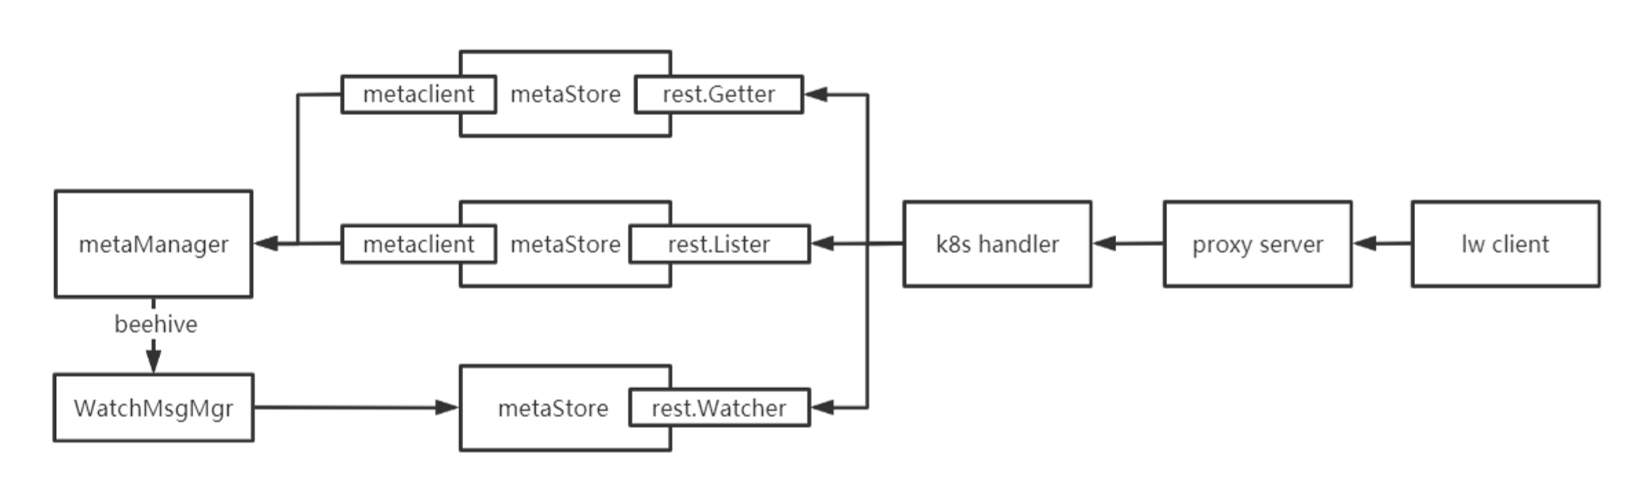 metaclient
metaStore
rest.Getter
metaManager
metaclient
metaStore
rest.Lister
k8s handler
proxy server
lw client
beehive
WatchMsgMgr
metaStore
rest.Watcher